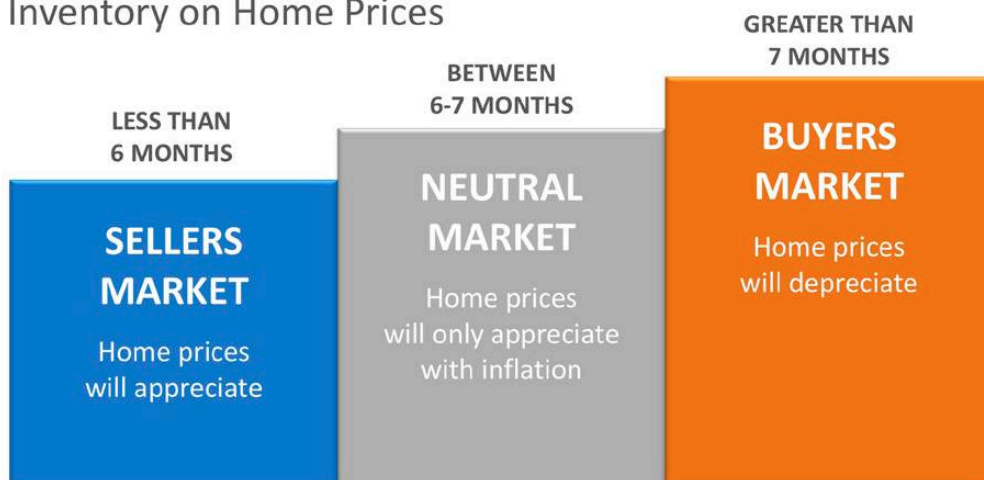 Inventory on Home Prices
LESS THAN
6 MONTHS
SELLERS
MARKET
Home prices
will appreciate
BETWEEN
6-7 MONTHS
NEUTRAL
MARKET
Home prices
will only appreciate
with inflation
GREATER THAN
7 MONTHS
BUYERS
MARKET
Home prices
will depreciate